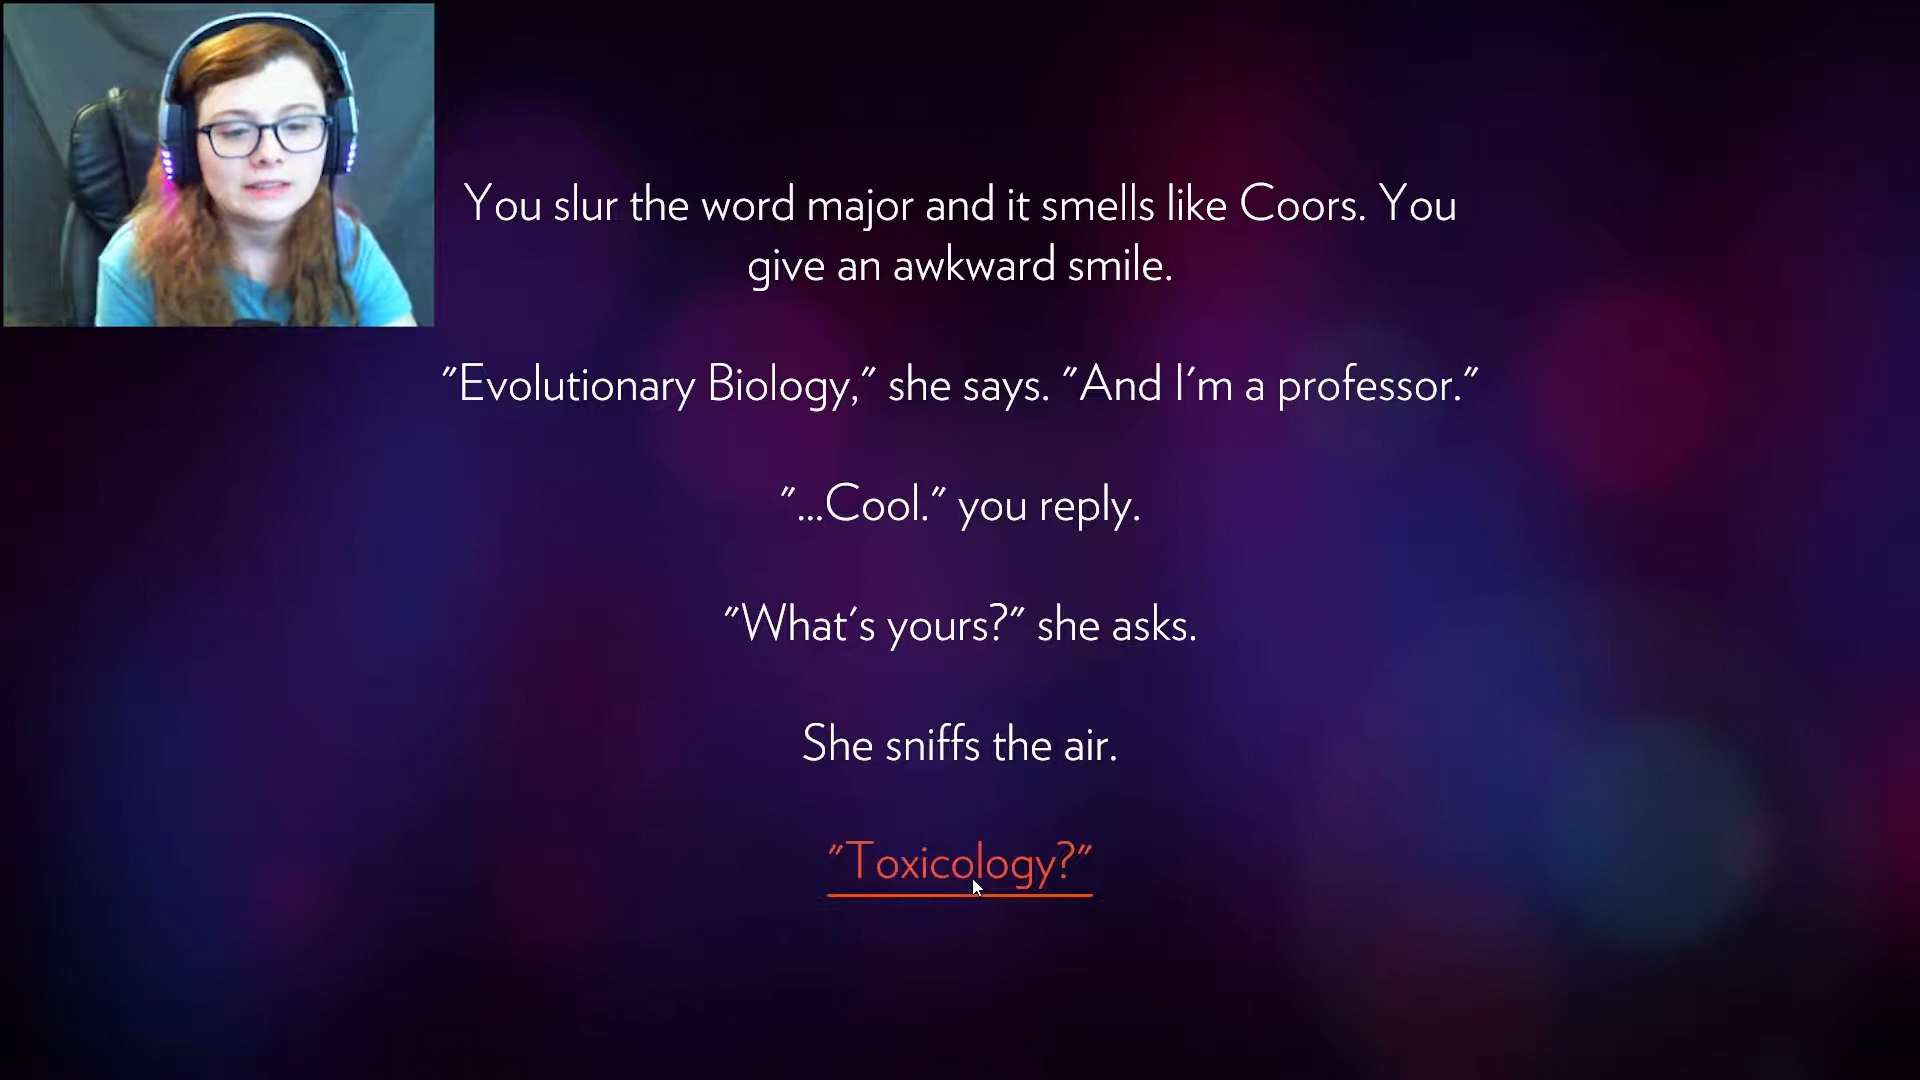 You slur the word major and it smells like Coors. You
give an awkward smile.
"Evolutionary Biology," she says. "And I'm a professor."
"...Cool." you reply.
"What's yours?" she asks.
She sniffs the air.
"Toxicology?"